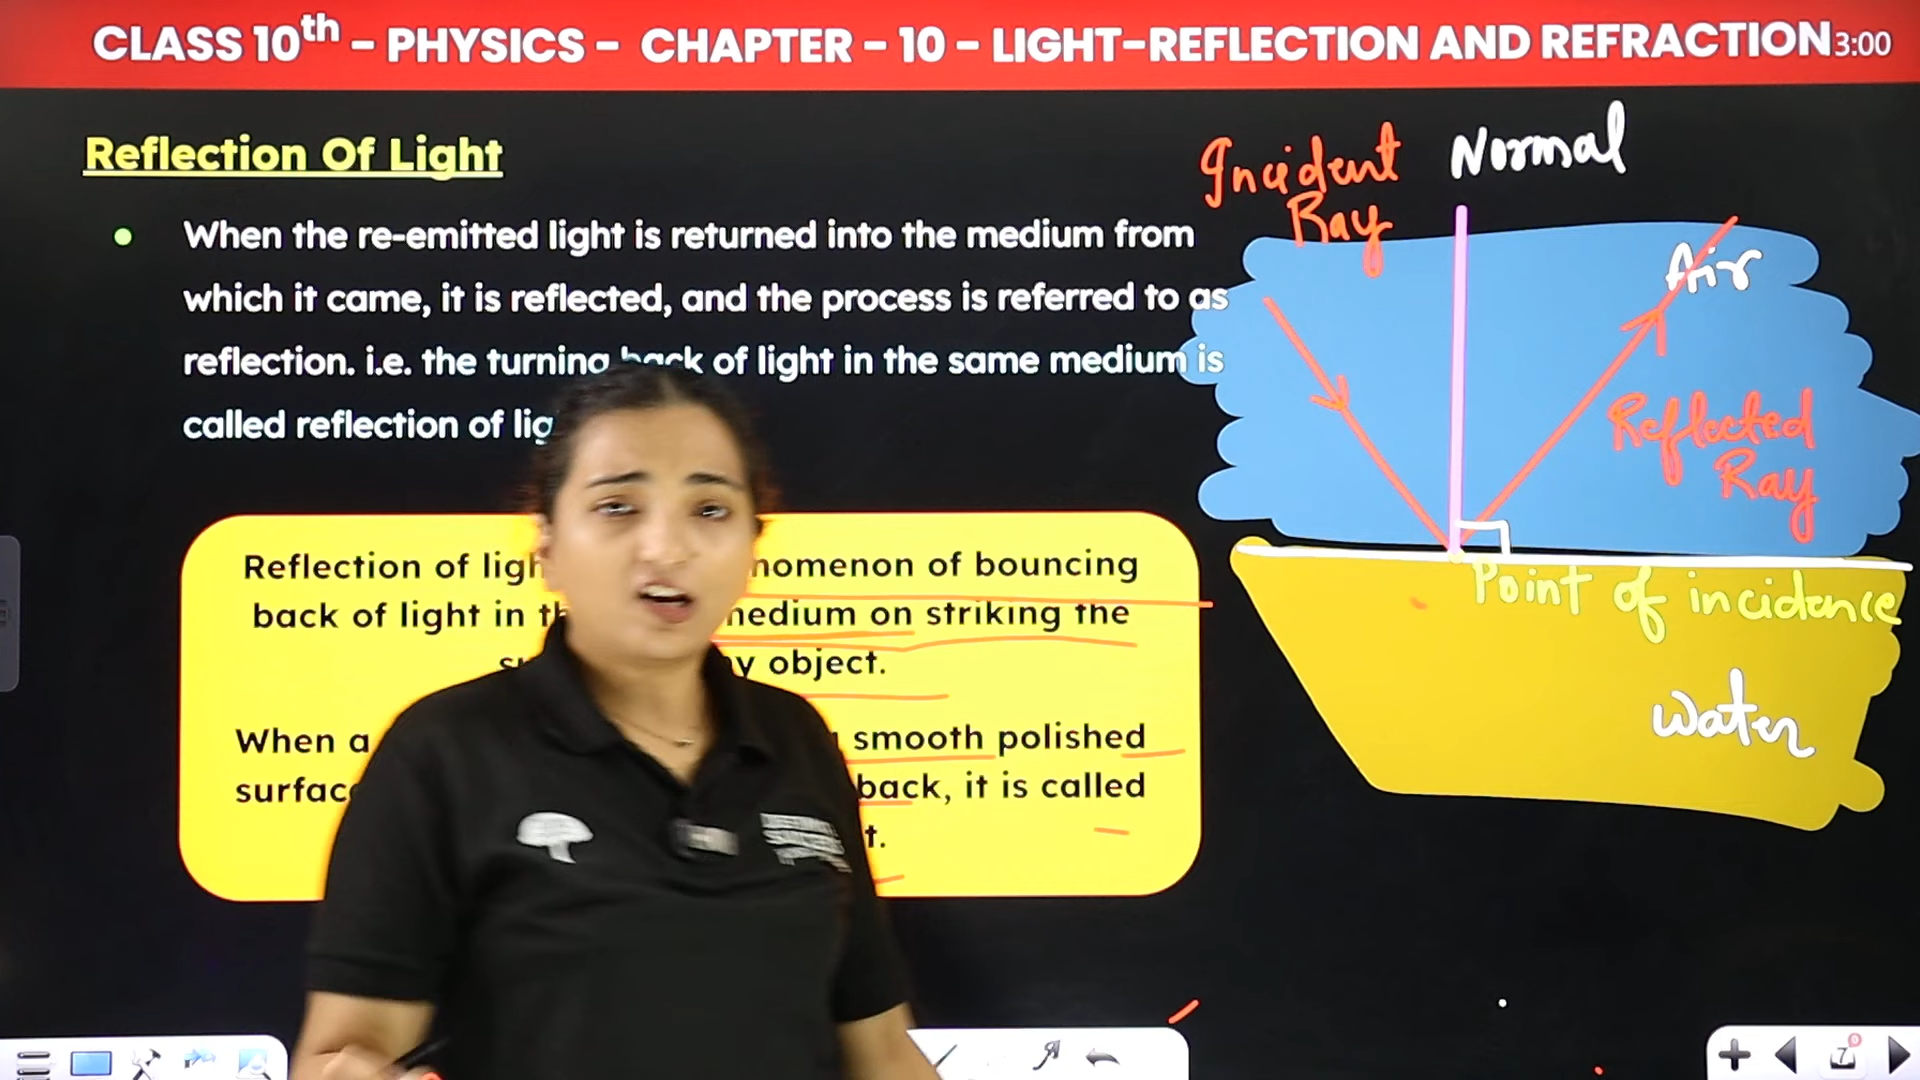 CLASS 10th - PHYSICS - CHAPTER - 10 - LIGHT-REFLECTION AND REFRACTION 3:00
Reflection Of Light
When the re-emitted light is returned into the medium from
which it came, it is reflected, and the process is referred to as
reflection. i.e. the turning back of light in the same medium is
called reflection of
Reflection of nomenon of bouncing
back of light in medium on striking the
object.
When a smooth polished
back, it is called
Incident
Ray
Normal
Air
Reflected
Ray
Point of incidence
Water
7